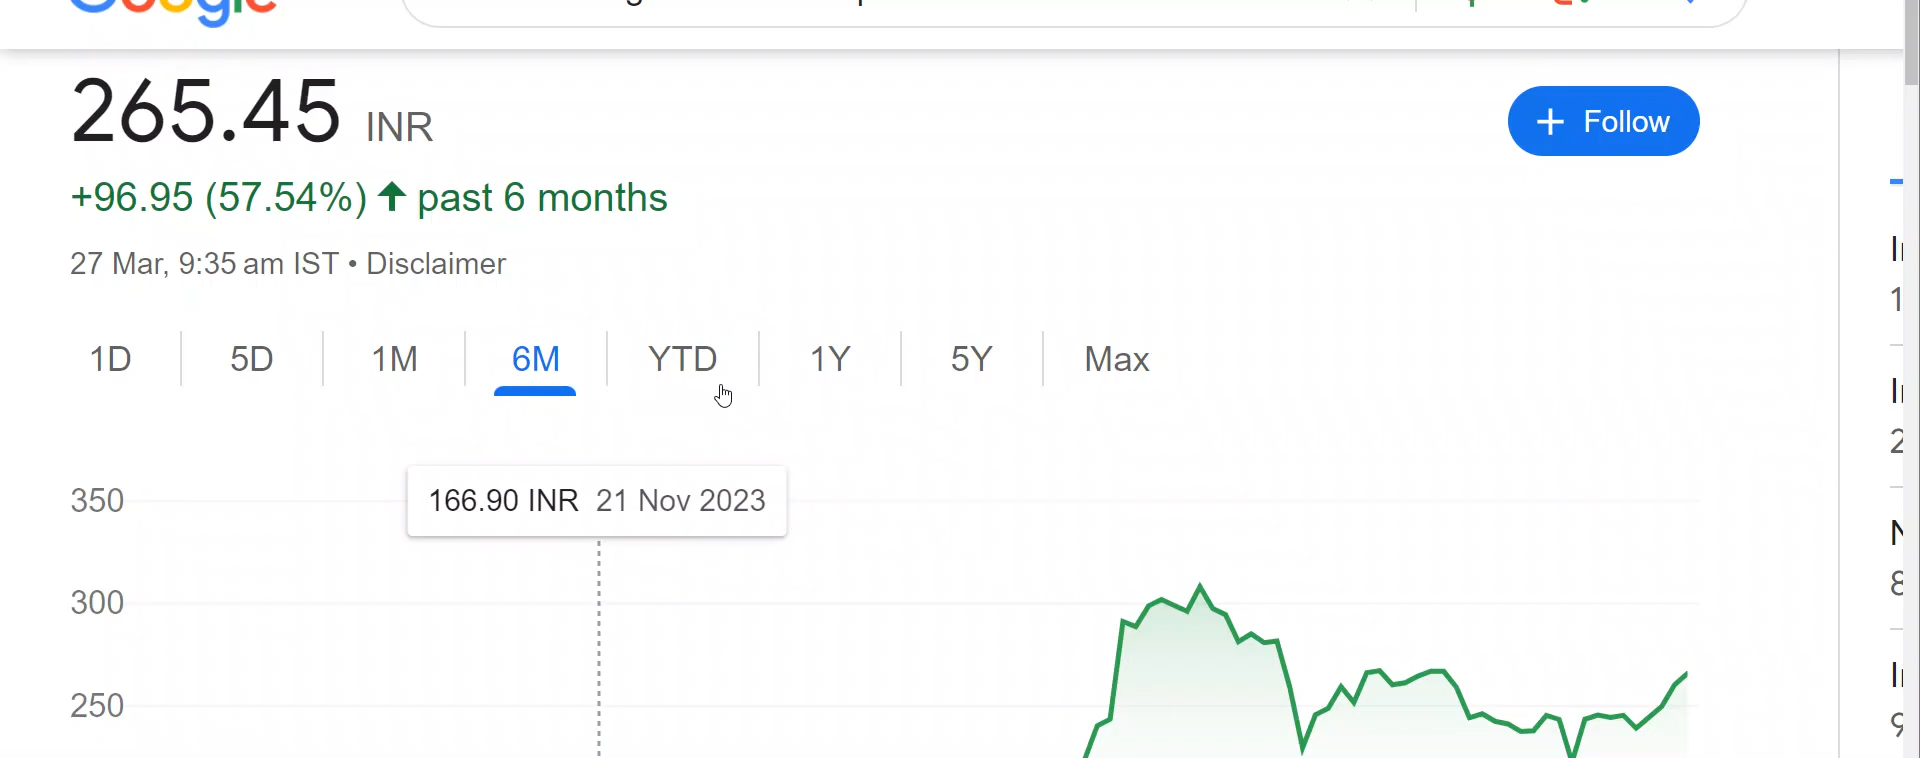 Google
265.45 INR
+ Follow
+96.95 (57.54%) ↑ past 6 months
27 Mar, 9:35 am IST • Disclaimer
1D 5D 1M 6M YTD 1Y 5Y Max
166.90 INR 21 Nov 2023
350
300
250